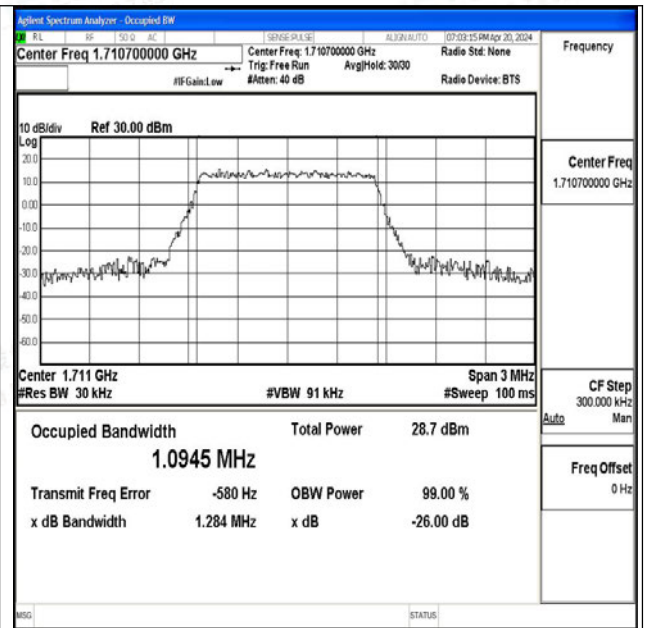 Agilent Spectrum Analyzer - Occupied BW
RL RF 50 Ω AC SENSE:PULSE ALIGN AUTO 07:03:15 PM Apr 20, 2024
Center Freq 1.710700000 GHz
Center Freq: 1.710700000 GHz
Radio Std: None
Trig: Free Run Avg|Hold: 30/30
#IFGain:Low #Atten: 40 dB Radio Device: BTS
Frequency
10 dB/div Ref 30.00 dBm
Log
20.0
10.0
0.00
-10.0
-20.0
-30.0
-40.0
-50.0
-60.0
Center 1.711 GHz Span 3 MHz
#Res BW 30 kHz #VBW 91 kHz #Sweep 100 ms
Occupied Bandwidth Total Power 28.7 dBm
1.0945 MHz
Transmit Freq Error -580 Hz OBW Power 99.00 %
x dB Bandwidth 1.284 MHz x dB -26.00 dB
Center Freq
1.710700000 GHz
CF Step
300.000 kHz
Auto Man
Freq Offset
0 Hz
MSG STATUS